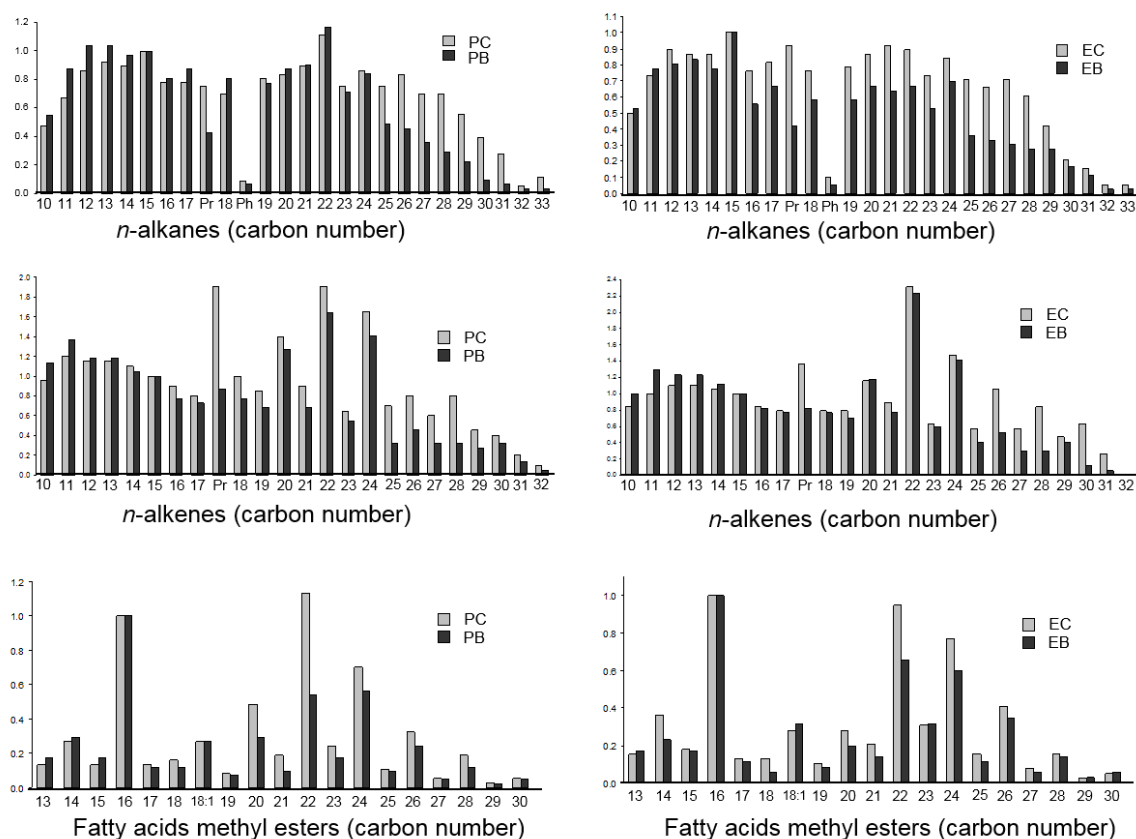 1.2
1.0
0.8
0.6
0.4
0.2
0.0
PC
PB
10 11 12 13 14 15 16 17 Pr 18 Ph 19 20 21 22 23 24 25 26 27 28 29 30 31 32 33
n-alkanes (carbon number)
1.1
1.0
0.9
0.8
0.7
0.6
0.5
0.4
0.3
0.2
0.1
0.0
EC
EB
10 11 12 13 14 15 16 17 Pr 18 Ph 19 20 21 22 23 24 25 26 27 28 29 30 31 32 33
n-alkanes (carbon number)
2.0
1.8
1.6
1.4
1.2
1.0
0.8
0.6
0.4
0.2
0.0
PC
PB
10 11 12 13 14 15 16 17 Pr 18 19 20 21 22 23 24 25 26 27 28 29 30 31 32
n-alkenes (carbon number)
2.4
2.2
2.0
1.8
1.6
1.4
1.2
1.0
0.8
0.6
0.4
0.2
0.0
EC
EB
10 11 12 13 14 15 16 17 Pr 18 19 20 21 22 23 24 25 26 27 28 29 30 31 32
n-alkenes (carbon number)
1.2
1.0
0.8
0.6
0.4
0.2
0.0
PC
PB
13 14 15 16 17 18 18:1 19 20 21 22 23 24 25 26 27 28 29 30
Fatty acids methyl esters (carbon number)
1.0
0.8
0.6
0.4
0.2
0.0
EC
EB
13 14 15 16 17 18 18:1 19 20 21 22 23 24 25 26 27 28 29 30
Fatty acids methyl esters (carbon number)